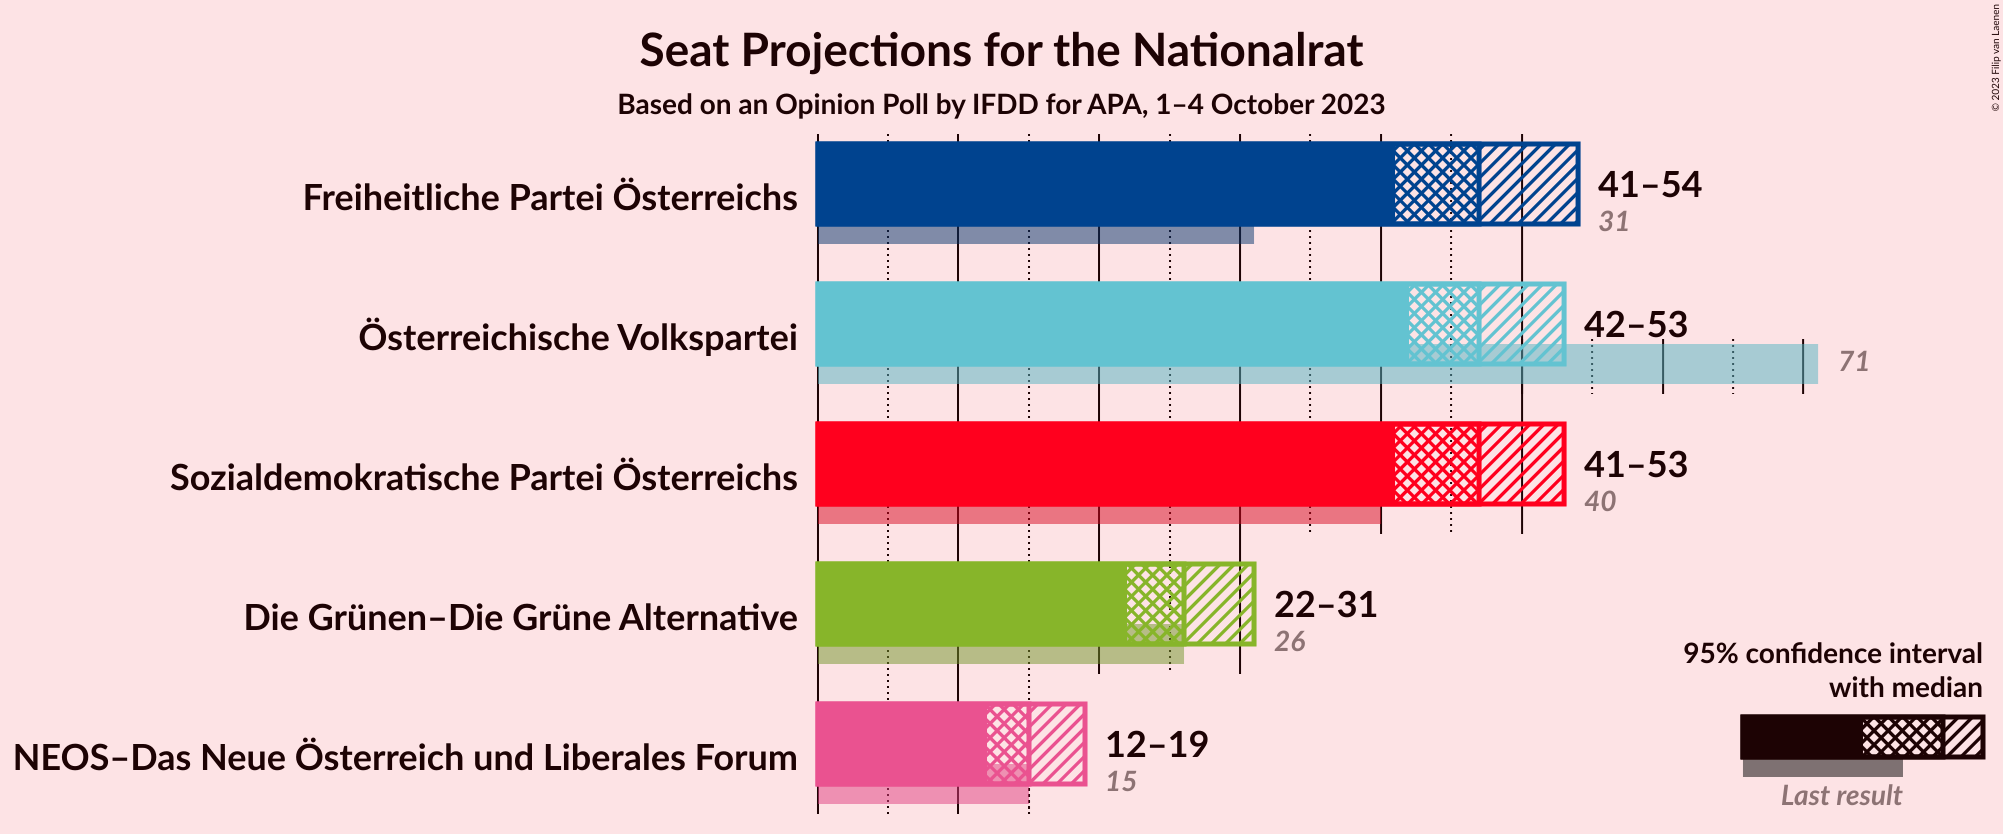 Seat Projections for the Nationalrat
Based on an Opinion Poll by IFDD for APA, 1–4 October 2023
© 2023 Filip van Laenen
Freiheitliche Partei Österreichs
41–54
31
Österreichische Volkspartei
42–53
71
Sozialdemokratische Partei Österreichs
41–53
40
Die Grünen–Die Grüne Alternative
22–31
26
NEOS–Das Neue Österreich und Liberales Forum
12–19
15
95% confidence interval
with median
Last result